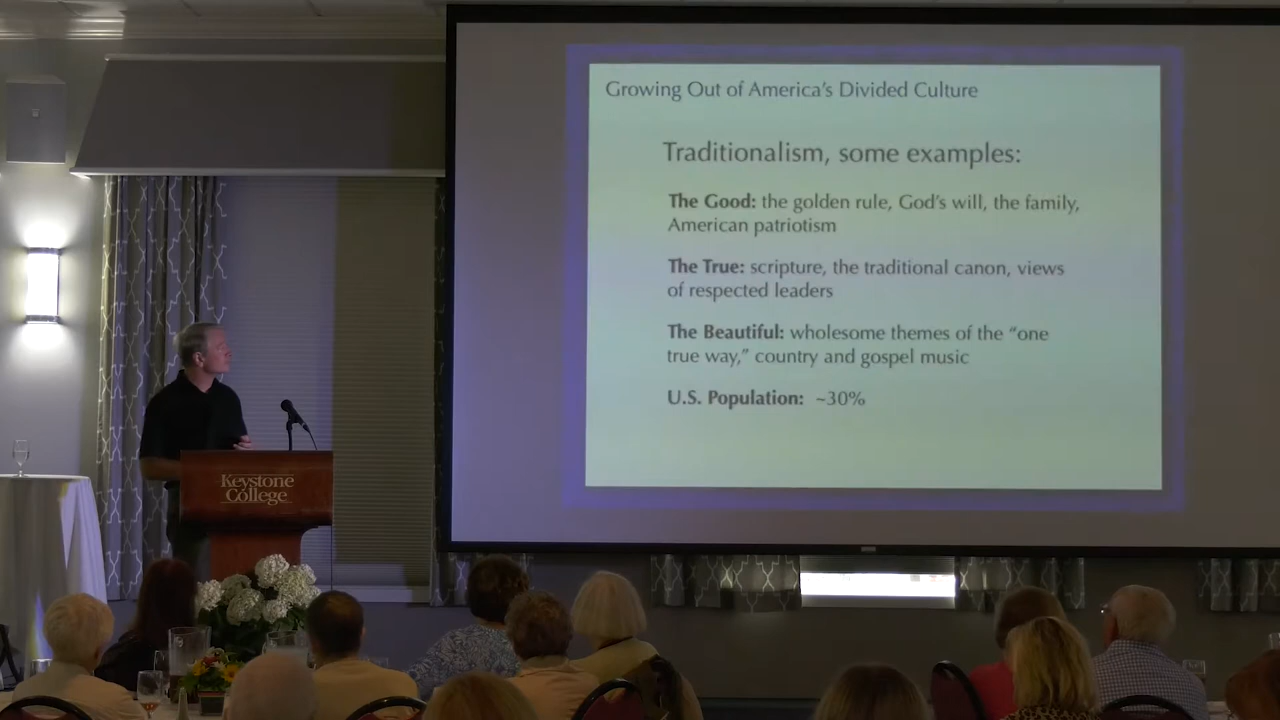 Growing Out of America's Divided Culture
Traditionalism, some examples:
The Good: the golden rule, God's will, the family,
American patriotism
The True: scripture, the traditional canon, views
of respected leaders
The Beautiful: wholesome themes of the “one
true way,” country and gospel music
U.S. Population: ~30%
Keystone
College